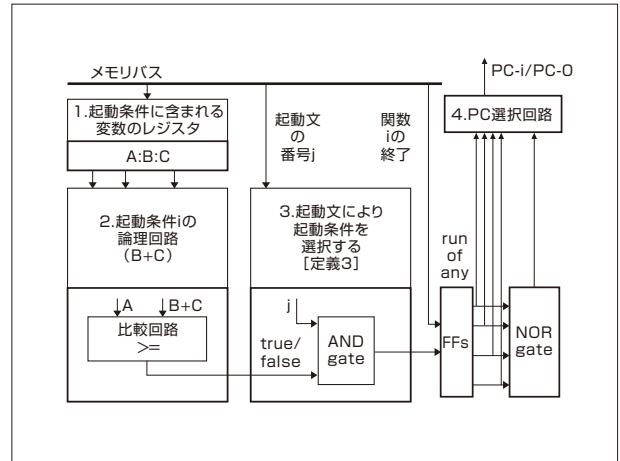 PC-i/PC-0
メモリバス
1.起動条件に含まれる
変数のレジスタ
A:B:C
起動文
の
番号j
関数
iの
終了
4.PC選択回路
2.起動条件iの
論理回路
(B+C)
3.起動文により
起動条件を
選択する
[定義3]
run
of
any
A
B+C
比較回路
>=
true/
false
j
AND
gate
FFs
NOR
gate